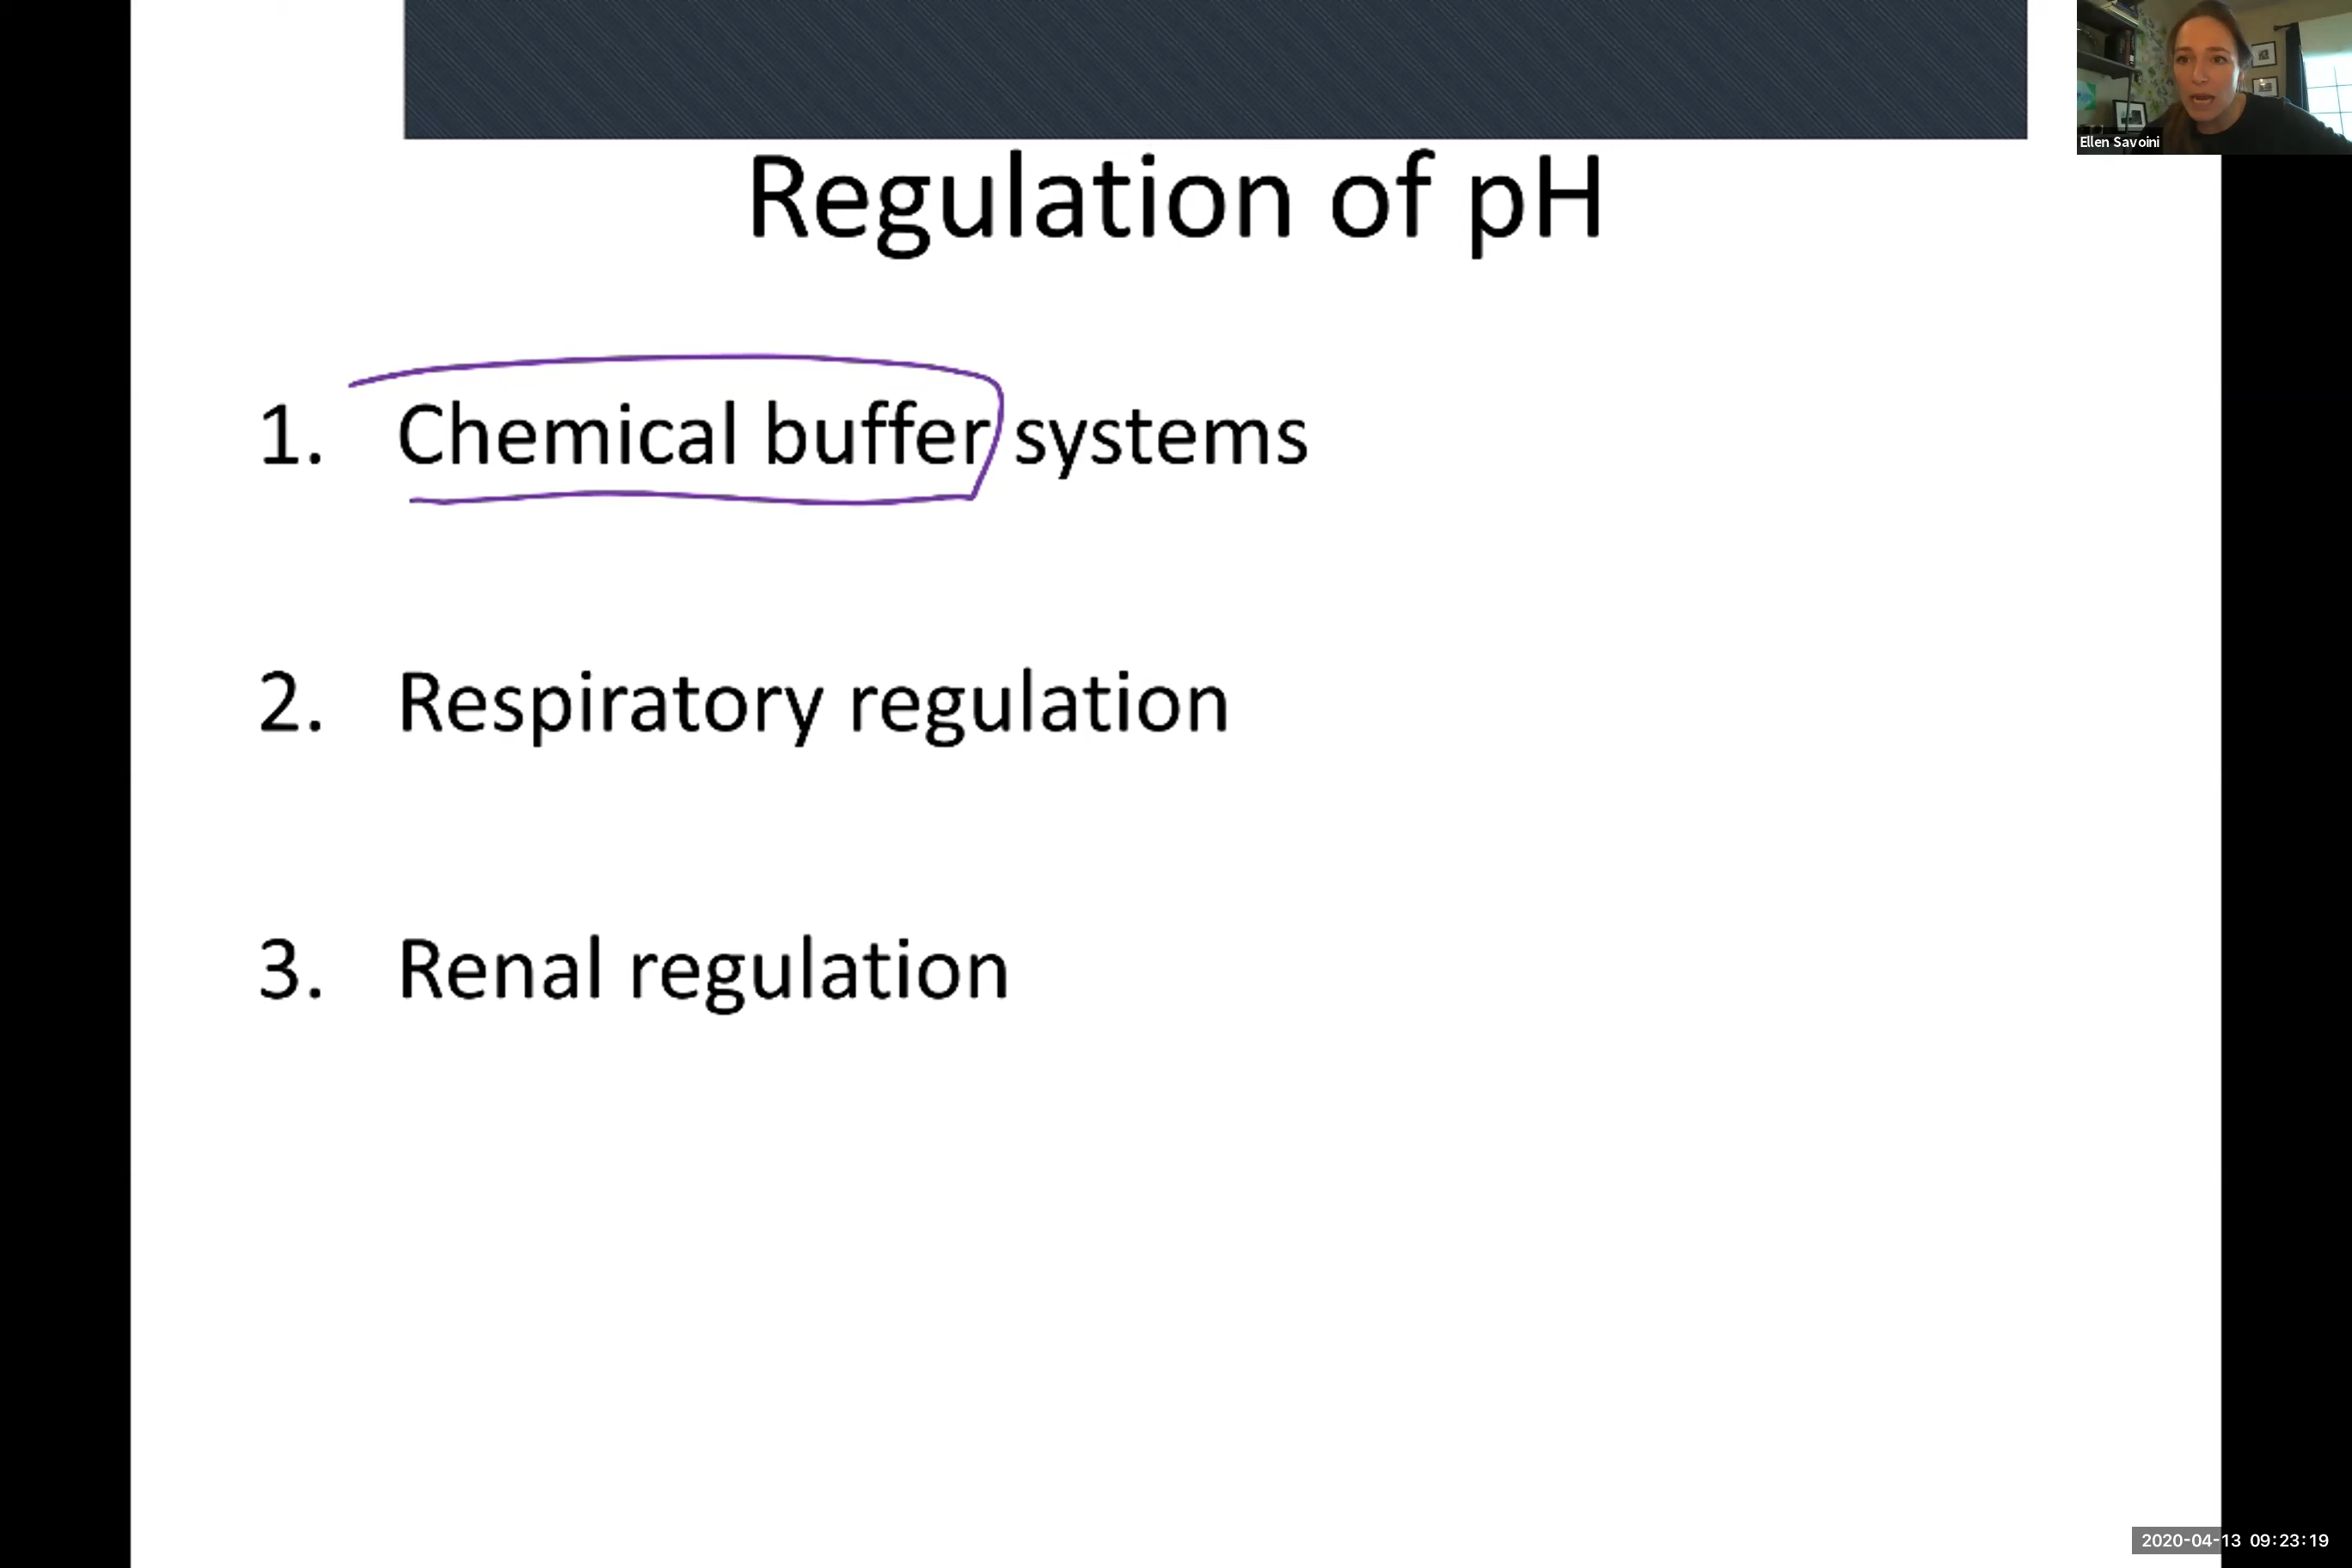 Ellen Savoini
Regulation of pH
1. Chemical buffer systems
2. Respiratory regulation
3. Renal regulation
2020-04-13 09:23:19